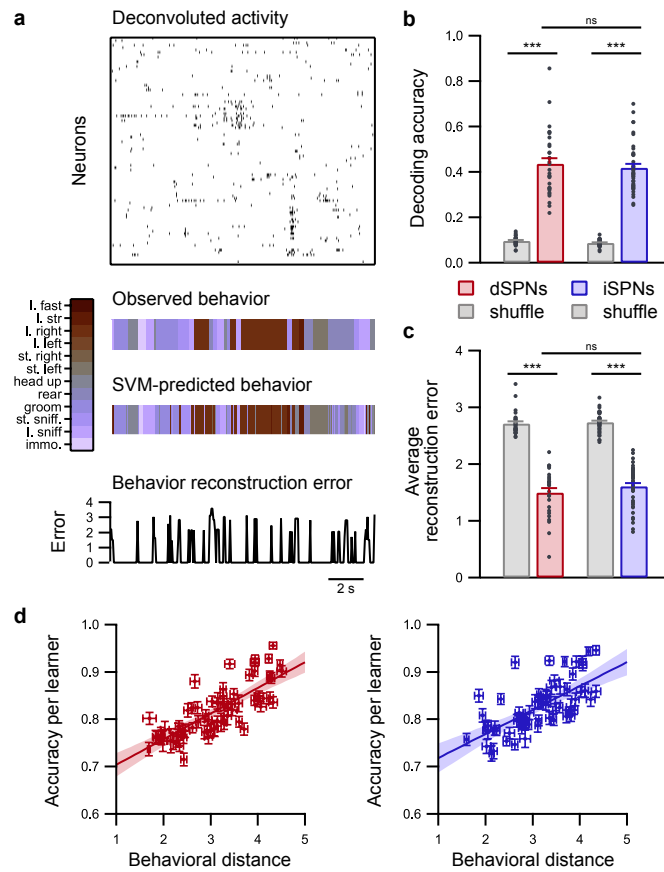 a
Deconvoluted activity
Neurons
Observed behavior
l. fast
l. str
l. right
l. left
st. right
st. left
head up
rear
groom
st. sniff.
l. sniff
immo.
SVM-predicted behavior
Behavior reconstruction error
Error
4
3
2
1
0
2 s
b
ns
***
***
Decoding accuracy
1.0
0.8
0.6
0.4
0.2
0.0
dSPNs
iSPNs
shuffle
shuffle
c
ns
***
***
Average
reconstruction error
4
3
2
1
0
d
Accuracy per learner
1.0
0.9
0.8
0.7
0.6
1 2 3 4 5
Behavioral distance
Accuracy per learner
1.0
0.9
0.8
0.7
0.6
1 2 3 4 5
Behavioral distance